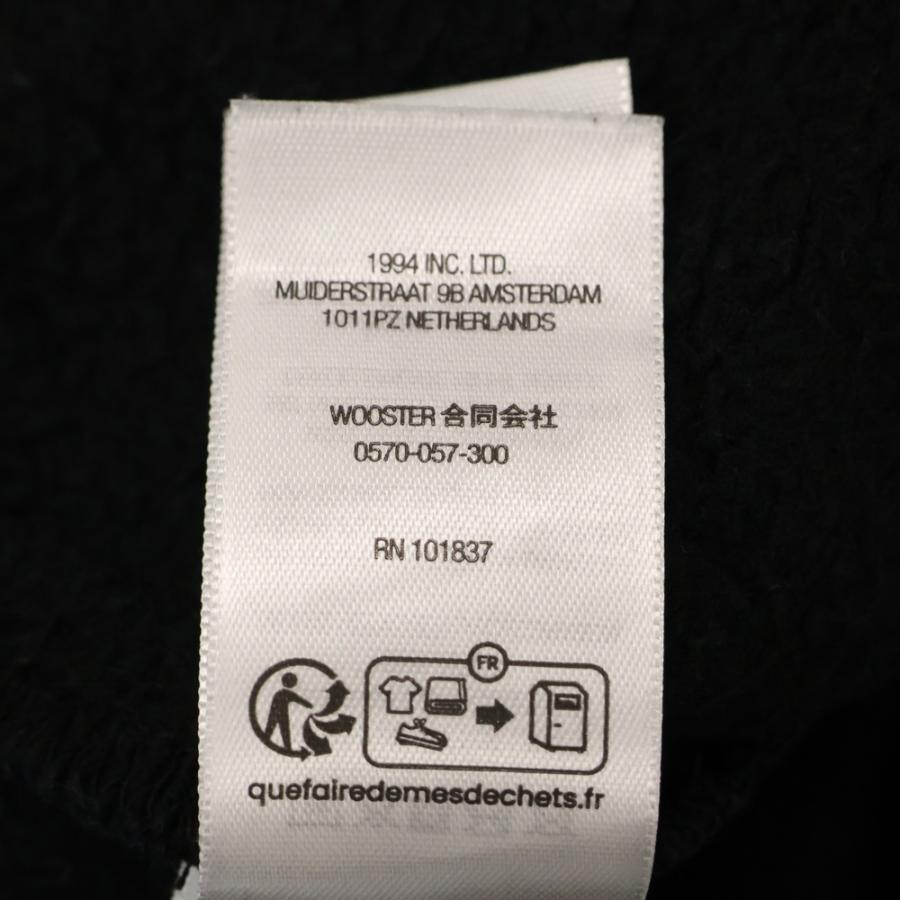 1994 INC. LTD.
MUIDERSTRAAT 9B AMSTERDAM
1011PZ NETHERLANDS
WOOSTER 合同会社
0570-057-300
RN 101837
FR
quefairedemesdechets.fr